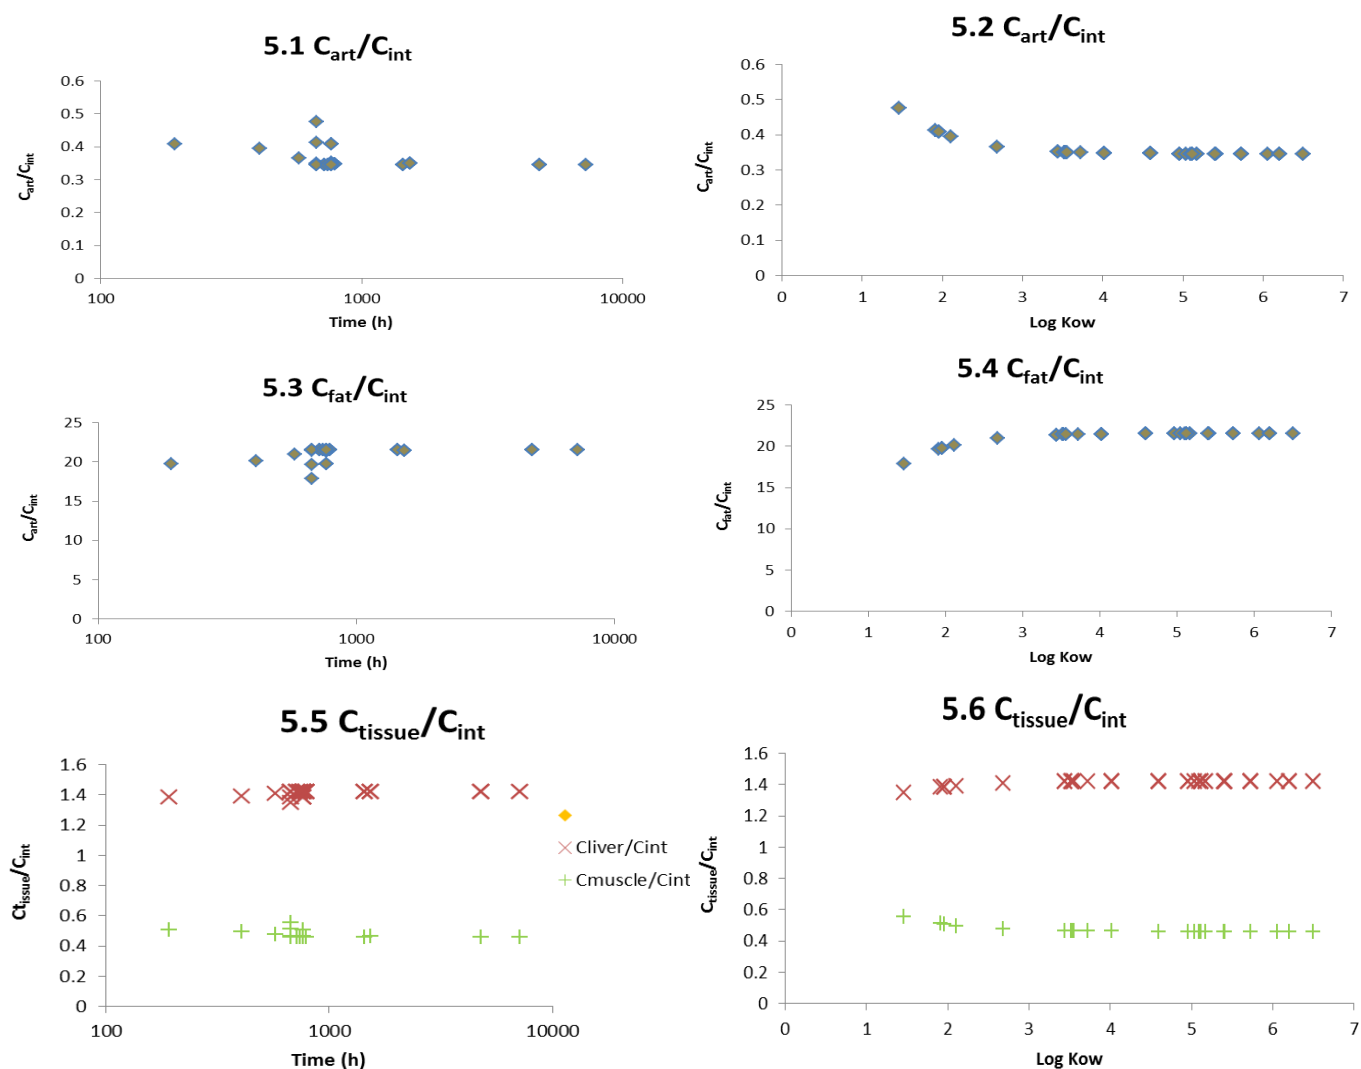 5.1 Cart/Cint
0.6
0.5
0.4
0.3
0.2
0.1
0
Cart/Cint
100
1000
10000
Time (h)
5.2 Cart/Cint
0.6
0.5
0.4
0.3
0.2
0.1
0
Cart/Cint
0 1 2 3 4 5 6 7
Log Kow
5.3 Cfat/Cint
25
20
15
10
5
0
Cart/Cint
100
1000
10000
Time (h)
5.4 Cfat/Cint
25
20
15
10
5
0
Cfat/Cint
0 1 2 3 4 5 6 7
Log Kow
5.5 Ctissue/Cint
1.6
1.4
1.2
1
0.8
0.6
0.4
0.2
0
Ctissue/Cint
100
1000
10000
Time (h)
Cliver/Cint
Cmuscle/Cint
5.6 Ctissue/Cint
1.6
1.4
1.2
1
0.8
0.6
0.4
0.2
0
Ctissue/Cint
0 1 2 3 4 5 6 7
Log Kow